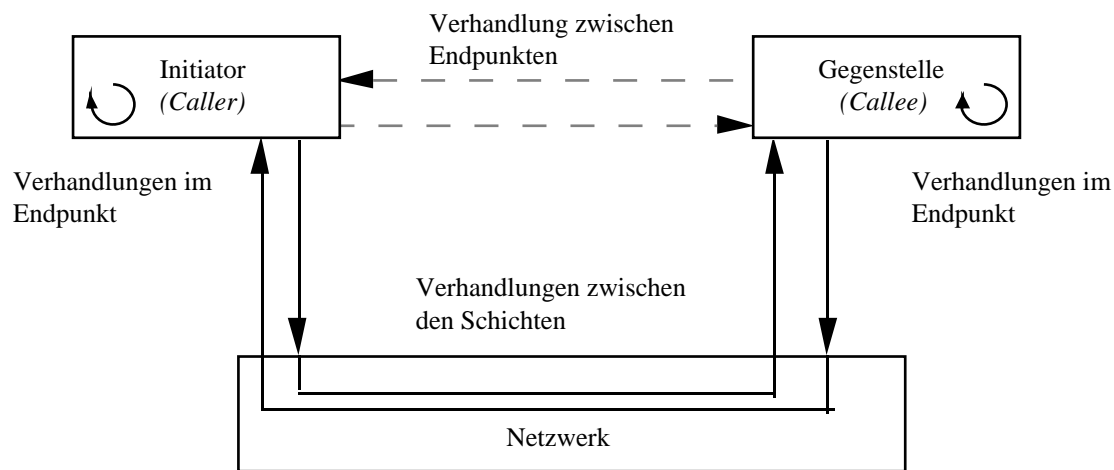 Verhandlung zwischen
Endpunkten
Initiator
(Caller)
Gegenstelle
(Callee)
Verhandlungen im
Endpunkt
Verhandlungen im
Endpunkt
Verhandlungen zwischen
den Schichten
Netzwerk